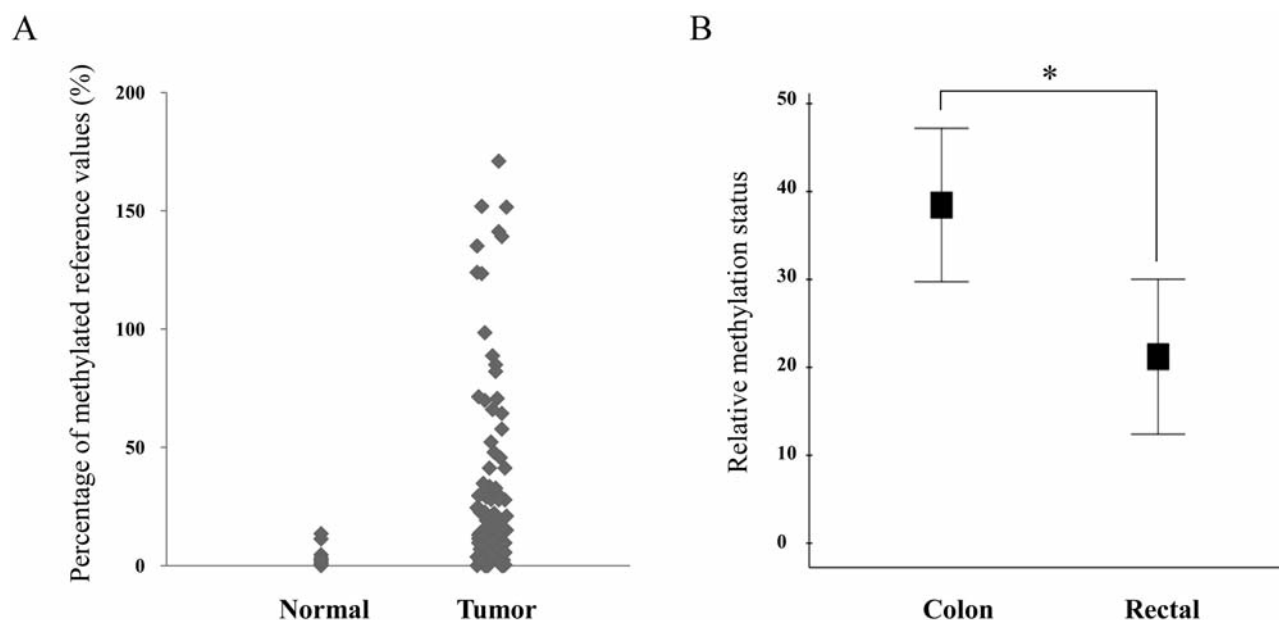 A
Percentage of methylated reference values (%)
200
150
100
50
0
Normal Tumor
B
*
Relative methylation status
50
40
30
20
10
0
Colon Rectal